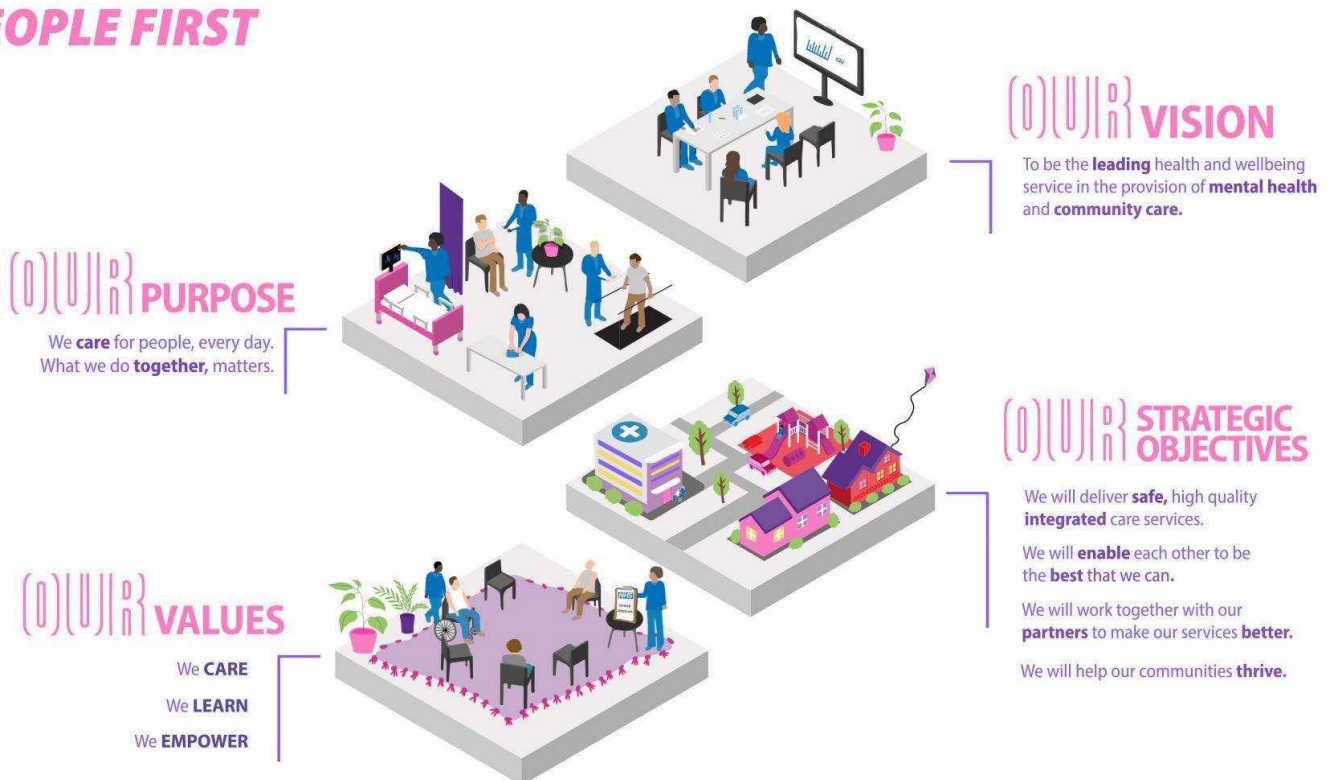 EOPLE FIRST
OUR VISION
To be the leading health and wellbeing
service in the provision of mental health
and community care.
OUR PURPOSE
We care for people, every day.
What we do together, matters.
OUR STRATEGIC
OBJECTIVES
We will deliver safe, high quality
integrated care services.
We will enable each other to be
the best that we can.
We will work together with our
partners to make our services better.
We will help our communities thrive.
OUR VALUES
We CARE
We LEARN
We EMPOWER
NHS